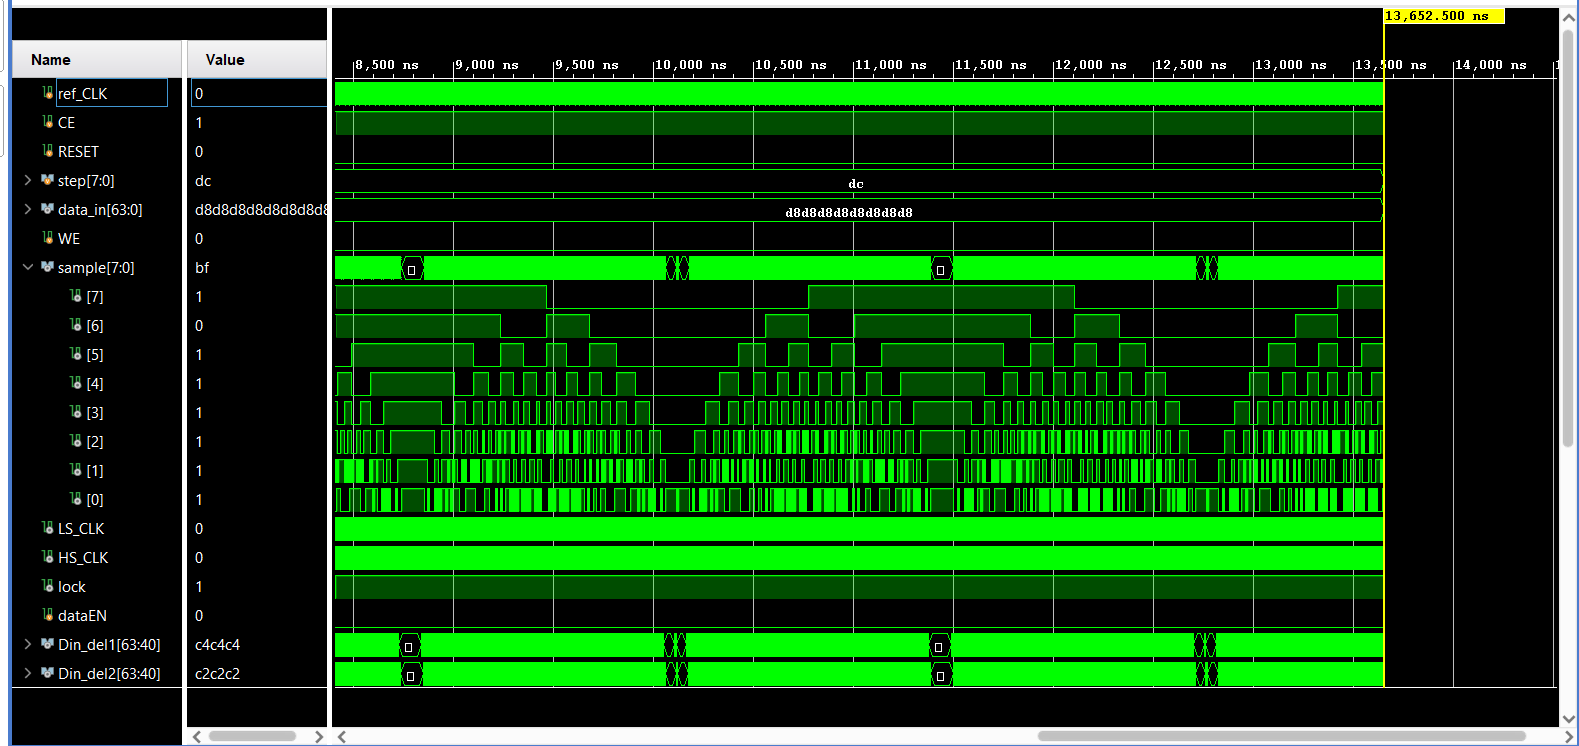 13,652.500 ns
Name Value
8,500 ns 9,000 ns 9,500 ns 10,000 ns 10,500 ns 11,000 ns 11,500 ns 12,000 ns 12,500 ns 13,000 ns 13,500 ns 14,000 ns
ref_CLK 0
CE 1
RESET 0
step[7:0] dc dc
data_in[63:0] d8d8d8d8d8d8d8d8 d8d8d8d8d8d8d8d8
WE 0
sample[7:0] bf
[7] 1
[6] 0
[5] 1
[4] 1
[3] 1
[2] 1
[1] 1
[0] 1
LS_CLK 0
HS_CLK 0
lock 1
dataEN 0
Din_del1[63:40] c4c4c4
Din_del2[63:40] c2c2c2